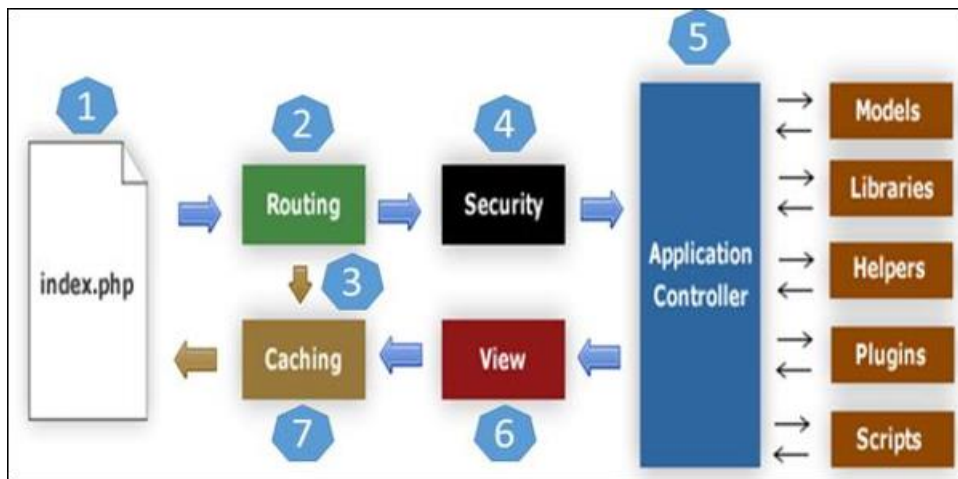 1
2
4
5
index.php
Routing
Security
Application
Controller
Models
Libraries
Helpers
Plugins
Scripts
3
Caching
View
7
6